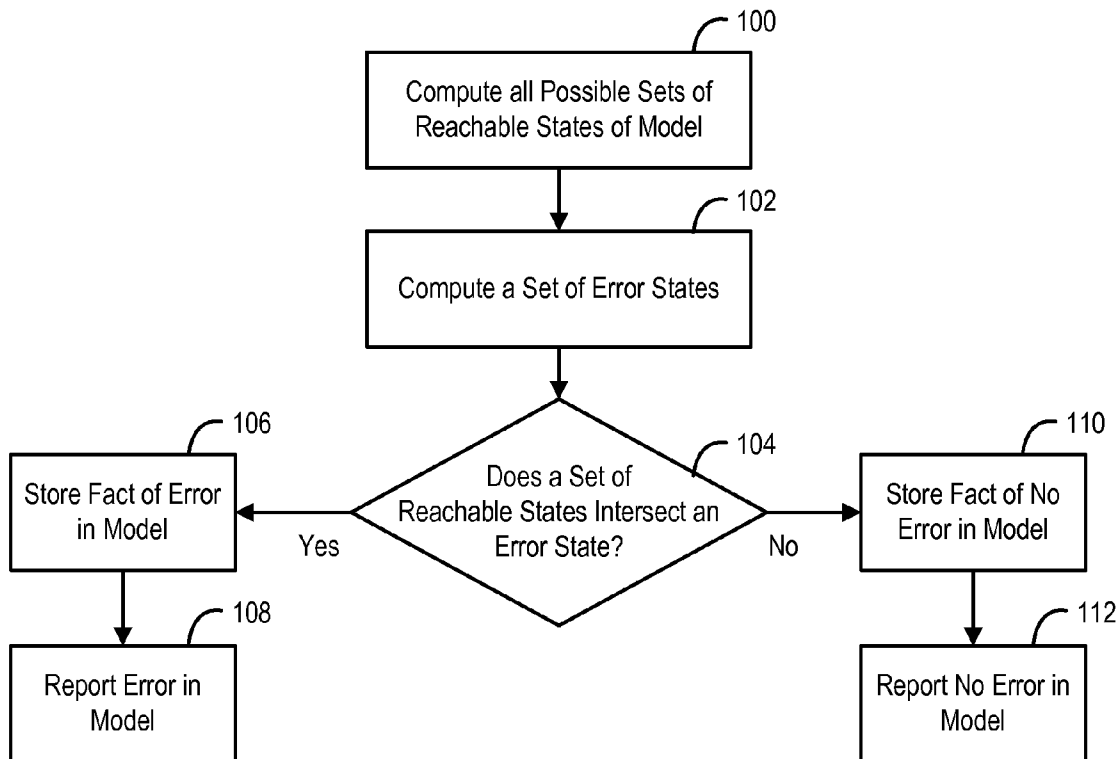 100
Compute all Possible Sets of
Reachable States of Model
102
Compute a Set of Error States
104
Does a Set of
Reachable States Intersect an
Error State?
Yes
No
106
Store Fact of Error
in Model
108
Report Error in
Model
110
Store Fact of No
Error in Model
112
Report No Error in
Model